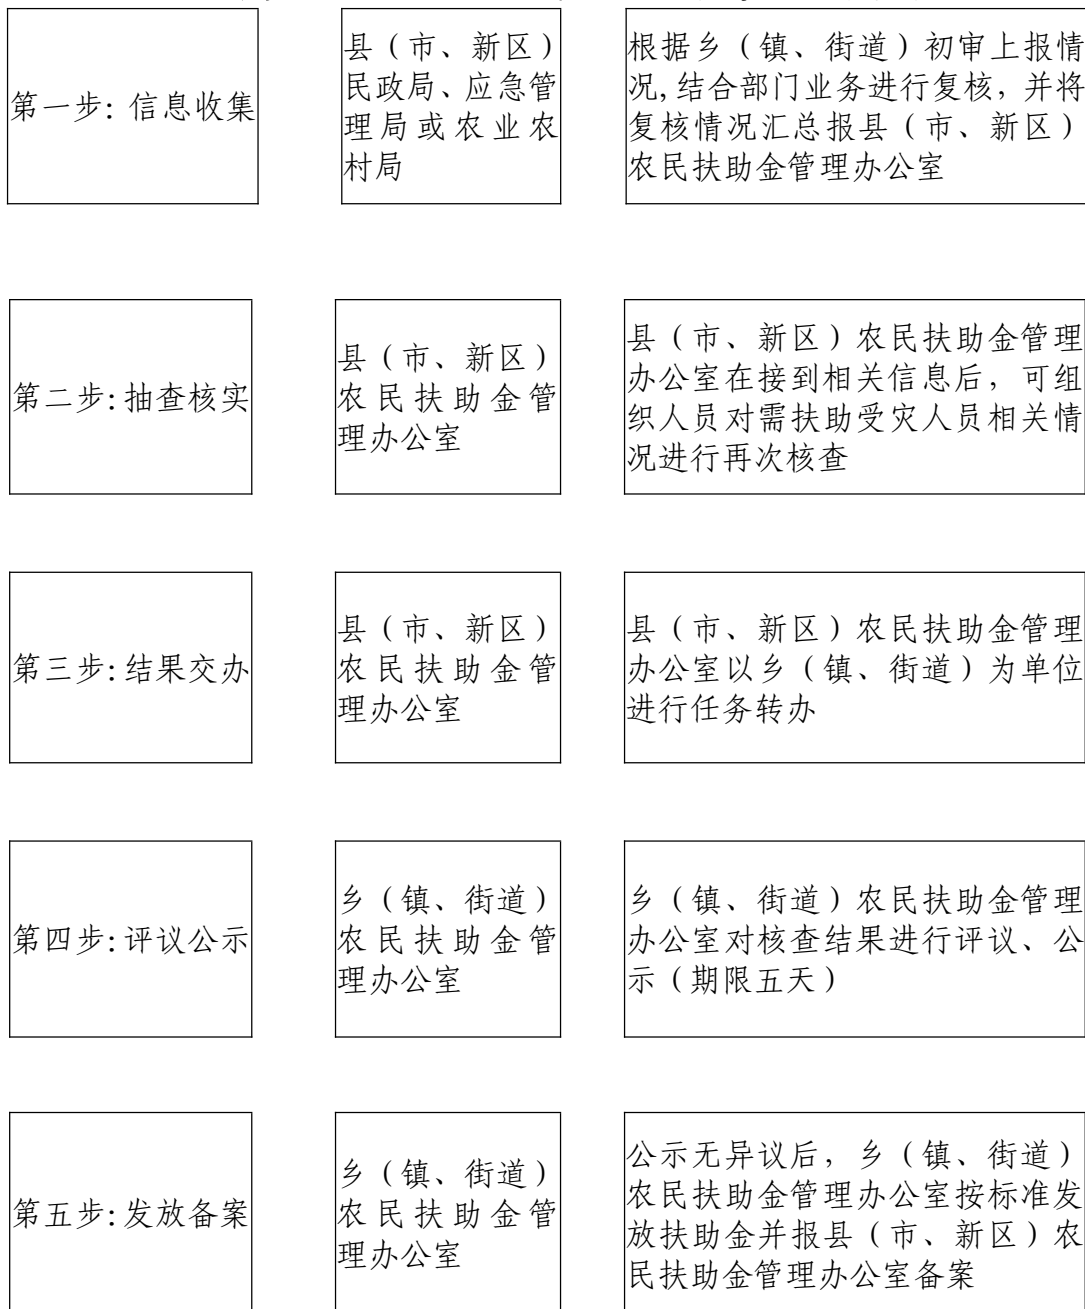 第一步：信息收集
县（市、新区）
民政局、应急管
理局或农业农
村局
根据乡（镇、街道）初审上报情
况,结合部门业务进行复核，并将
复核情况汇总报县（市、新区）
农民扶助金管理办公室
第二步：抽查核实
县（市、新区）
农民扶助金管
理办公室
县（市、新区）农民扶助金管理
办公室在接到相关信息后，可组
织人员对需扶助受灾人员相关情
况进行再次核查
第三步：结果交办
县（市、新区）
农民扶助金管
理办公室
县（市、新区）农民扶助金管理
办公室以乡（镇、街道）为单位
进行任务转办
第四步：评议公示
乡（镇、街道）
农民扶助金管
理办公室
乡（镇、街道）农民扶助金管理
办公室对核查结果进行评议、公
示（期限五天）
第五步：发放备案
乡（镇、街道）
农民扶助金管
理办公室
公示无异议后，乡（镇、街道）
农民扶助金管理办公室按标准发
放扶助金并报县（市、新区）农
民扶助金管理办公室备案